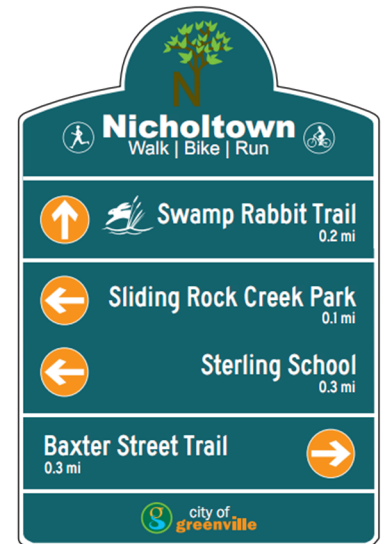 N
Nicholtown
Walk | Bike | Run
Swamp Rabbit Trail
0.2 mi
Sliding Rock Creek Park
0.1 mi
Sterling School
0.3 mi
Baxter Street Trail
0.3 mi
g city of
greenville